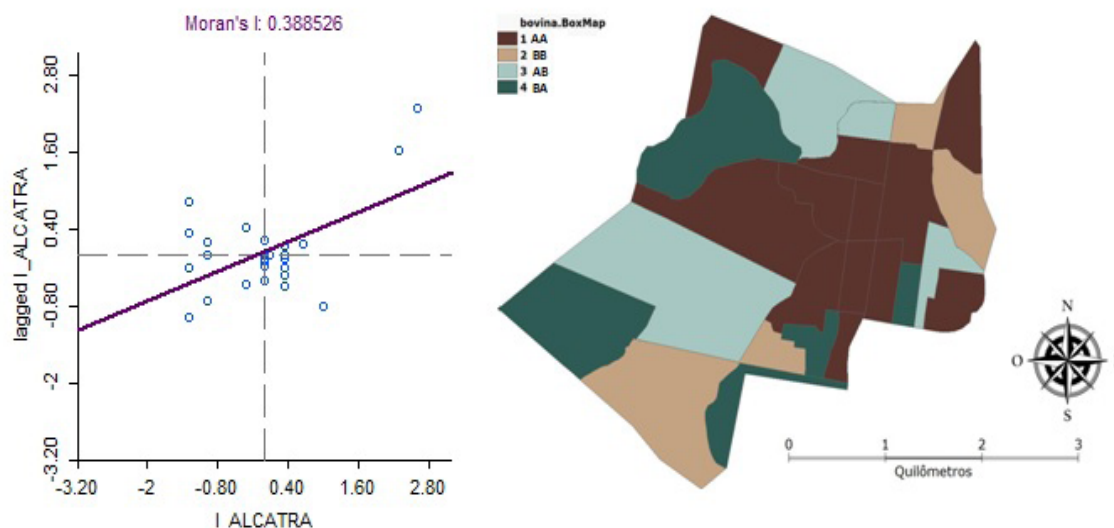 Moran's I: 0.388526
2.80
1.60
0.40
-0.80
-2
-3.20
lagged I_ALCATRA
-3.20 -2 -0.80 0.40 1.60 2.80
I_ALCATRA
bovina.BoxMap
1 AA
2 BB
3 AB
4 BA
N
O
S
0 1 2 3
Quilômetros